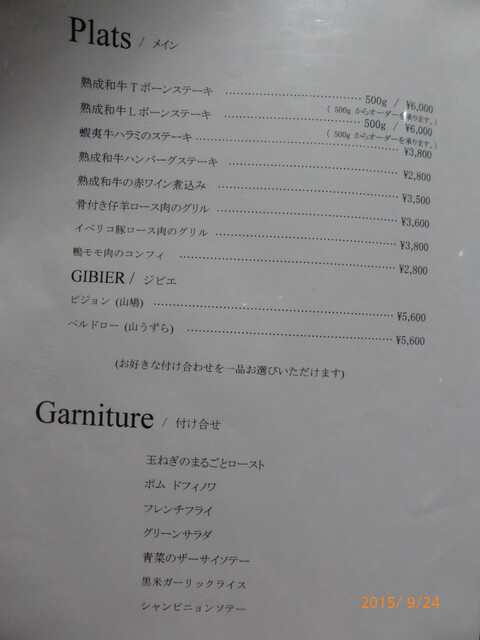 Plats / メイン
熟成和牛Tボーンステーキ ………… 500g / ¥6,000
( 500g からオーダーを承ります。)
熟成和牛Lボーンステーキ ………… 500g / ¥6,000
( 500g からオーダーを承ります。)
蝦夷牛ハラミのステーキ ………… ¥3,800
熟成和牛ハンバーグステーキ ………… ¥2,800
熟成和牛の赤ワイン煮込み ………… ¥3,500
骨付き仔羊ロース肉のグリル ………… ¥3,600
イベリコ豚ロース肉のグリル ………… ¥3,800
鴨モモ肉のコンフィ ………… ¥2,800
GIBIER / ジビエ
ピジョン (山鳩) ………… ¥5,600
ペルドロー (山うずら) ………… ¥5,600
(お好きな付け合わせを一品お選びいただけます)
Garniture / 付け合せ
玉ねぎのまるごとロースト
ポム ドフィノワ
フレンチフライ
グリーンサラダ
青菜のザーサイソテー
黒米ガーリックライス
シャンピニョンソテー
2015/ 9/24